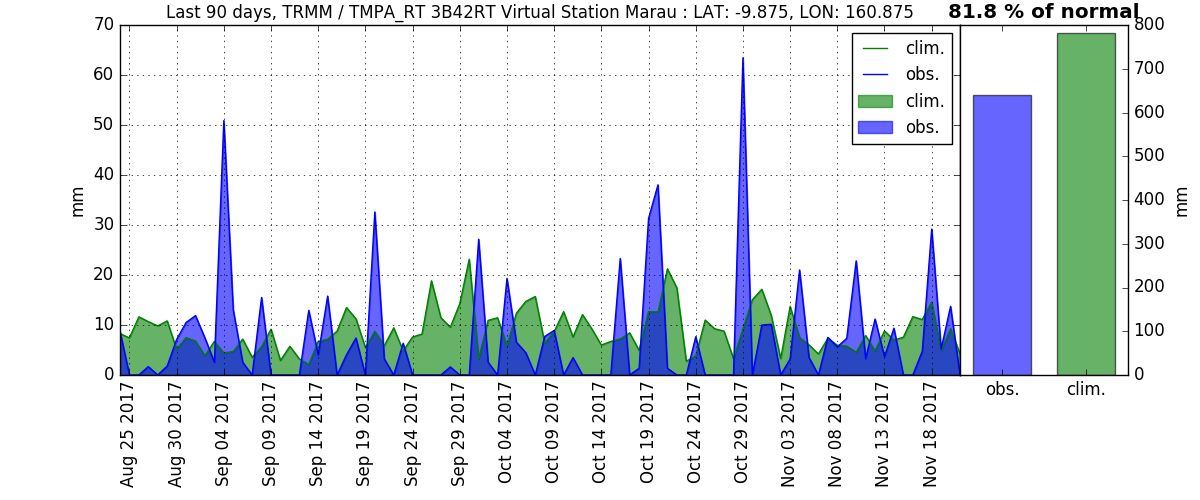 Last 90 days, TRMM / TMPA_RT 3B42RT Virtual Station Marau : LAT: -9.875, LON: 160.875
81.8 % of normal
mm
70
60
50
40
30
20
10
0
clim.
obs.
clim.
obs.
Aug 25 2017
Aug 30 2017
Sep 04 2017
Sep 09 2017
Sep 14 2017
Sep 19 2017
Sep 24 2017
Sep 29 2017
Oct 04 2017
Oct 09 2017
Oct 14 2017
Oct 19 2017
Oct 24 2017
Oct 29 2017
Nov 03 2017
Nov 08 2017
Nov 13 2017
Nov 18 2017
800
700
600
500
400
300
200
100
0
mm
obs.
clim.